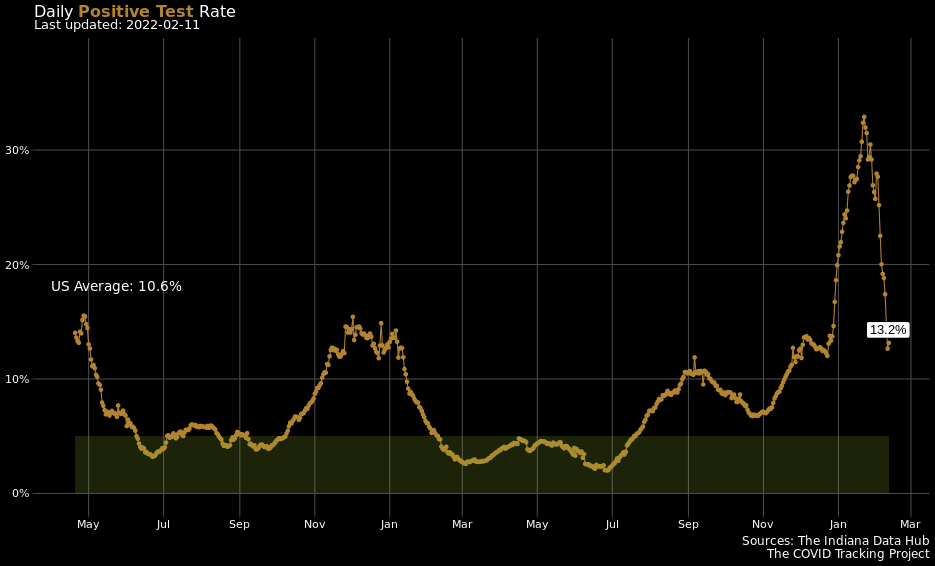 Daily Positive Test Rate
Last updated: 2022-02-11
30%
20%
US Average: 10.6%
13.2%
10%
0%
May Jul Sep Nov Jan Mar May Jul Sep Nov Jan Mar
Sources: The Indiana Data Hub
The COVID Tracking Project